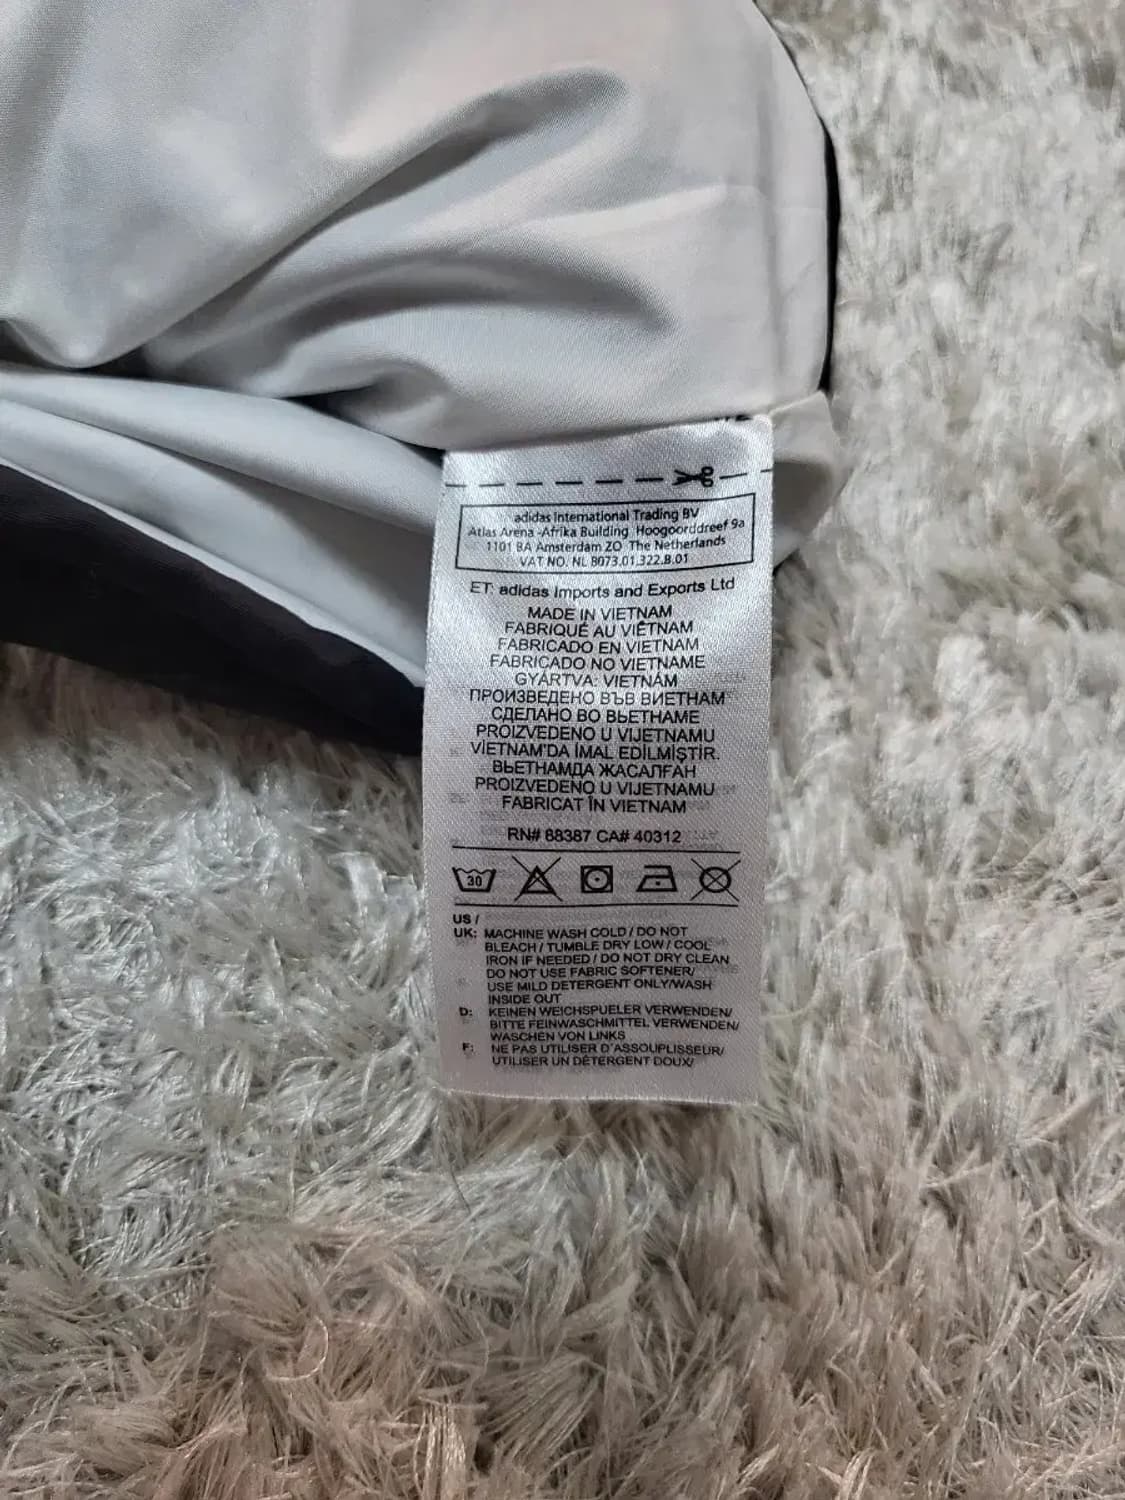 adidas International Trading BV
Atlas Arena -Afrika Building Hoogoorddreef 9a
1101 BA Amsterdam ZO The Netherlands
VAT NO. NL 8073.01.322.B.01
ET: adidas Imports and Exports Ltd
MADE IN VIETNAM
FABRIQUÉ AU VIÊTNAM
FABRICADO EN VIETNAM
FABRICADO NO VIETNAME
GYÁRTVA: VIETNÁM
ПРОИЗВЕДЕНО ВЪВ ВИЕТНАМ
СДЕЛАНО ВО ВЬЕТНАМЕ
PROIZVEDENO U VIJETNAMU
VİETNAM'DA İMAL EDİLMİŞTİR.
ВЬЕТНАМДА ЖАСАЛҒАН
PROIZVEDENO U VIJETNAMU
FABRICAT ÎN VIETNAM
RN# 88387 CA# 40312
30
US /
UK: MACHINE WASH COLD / DO NOT
BLEACH / TUMBLE DRY LOW / COOL
IRON IF NEEDED / DO NOT DRY CLEAN
DO NOT USE FABRIC SOFTENER/
USE MILD DETERGENT ONLY/WASH
INSIDE OUT
D: KEINEN WEICHSPUELER VERWENDEN/
BITTE FEINWASCHMITTEL VERWENDEN/
WASCHEN VON LINKS
F: NE PAS UTILISER D'ASSOUPLISSEUR/
UTILISER UN DÉTERGENT DOUX/